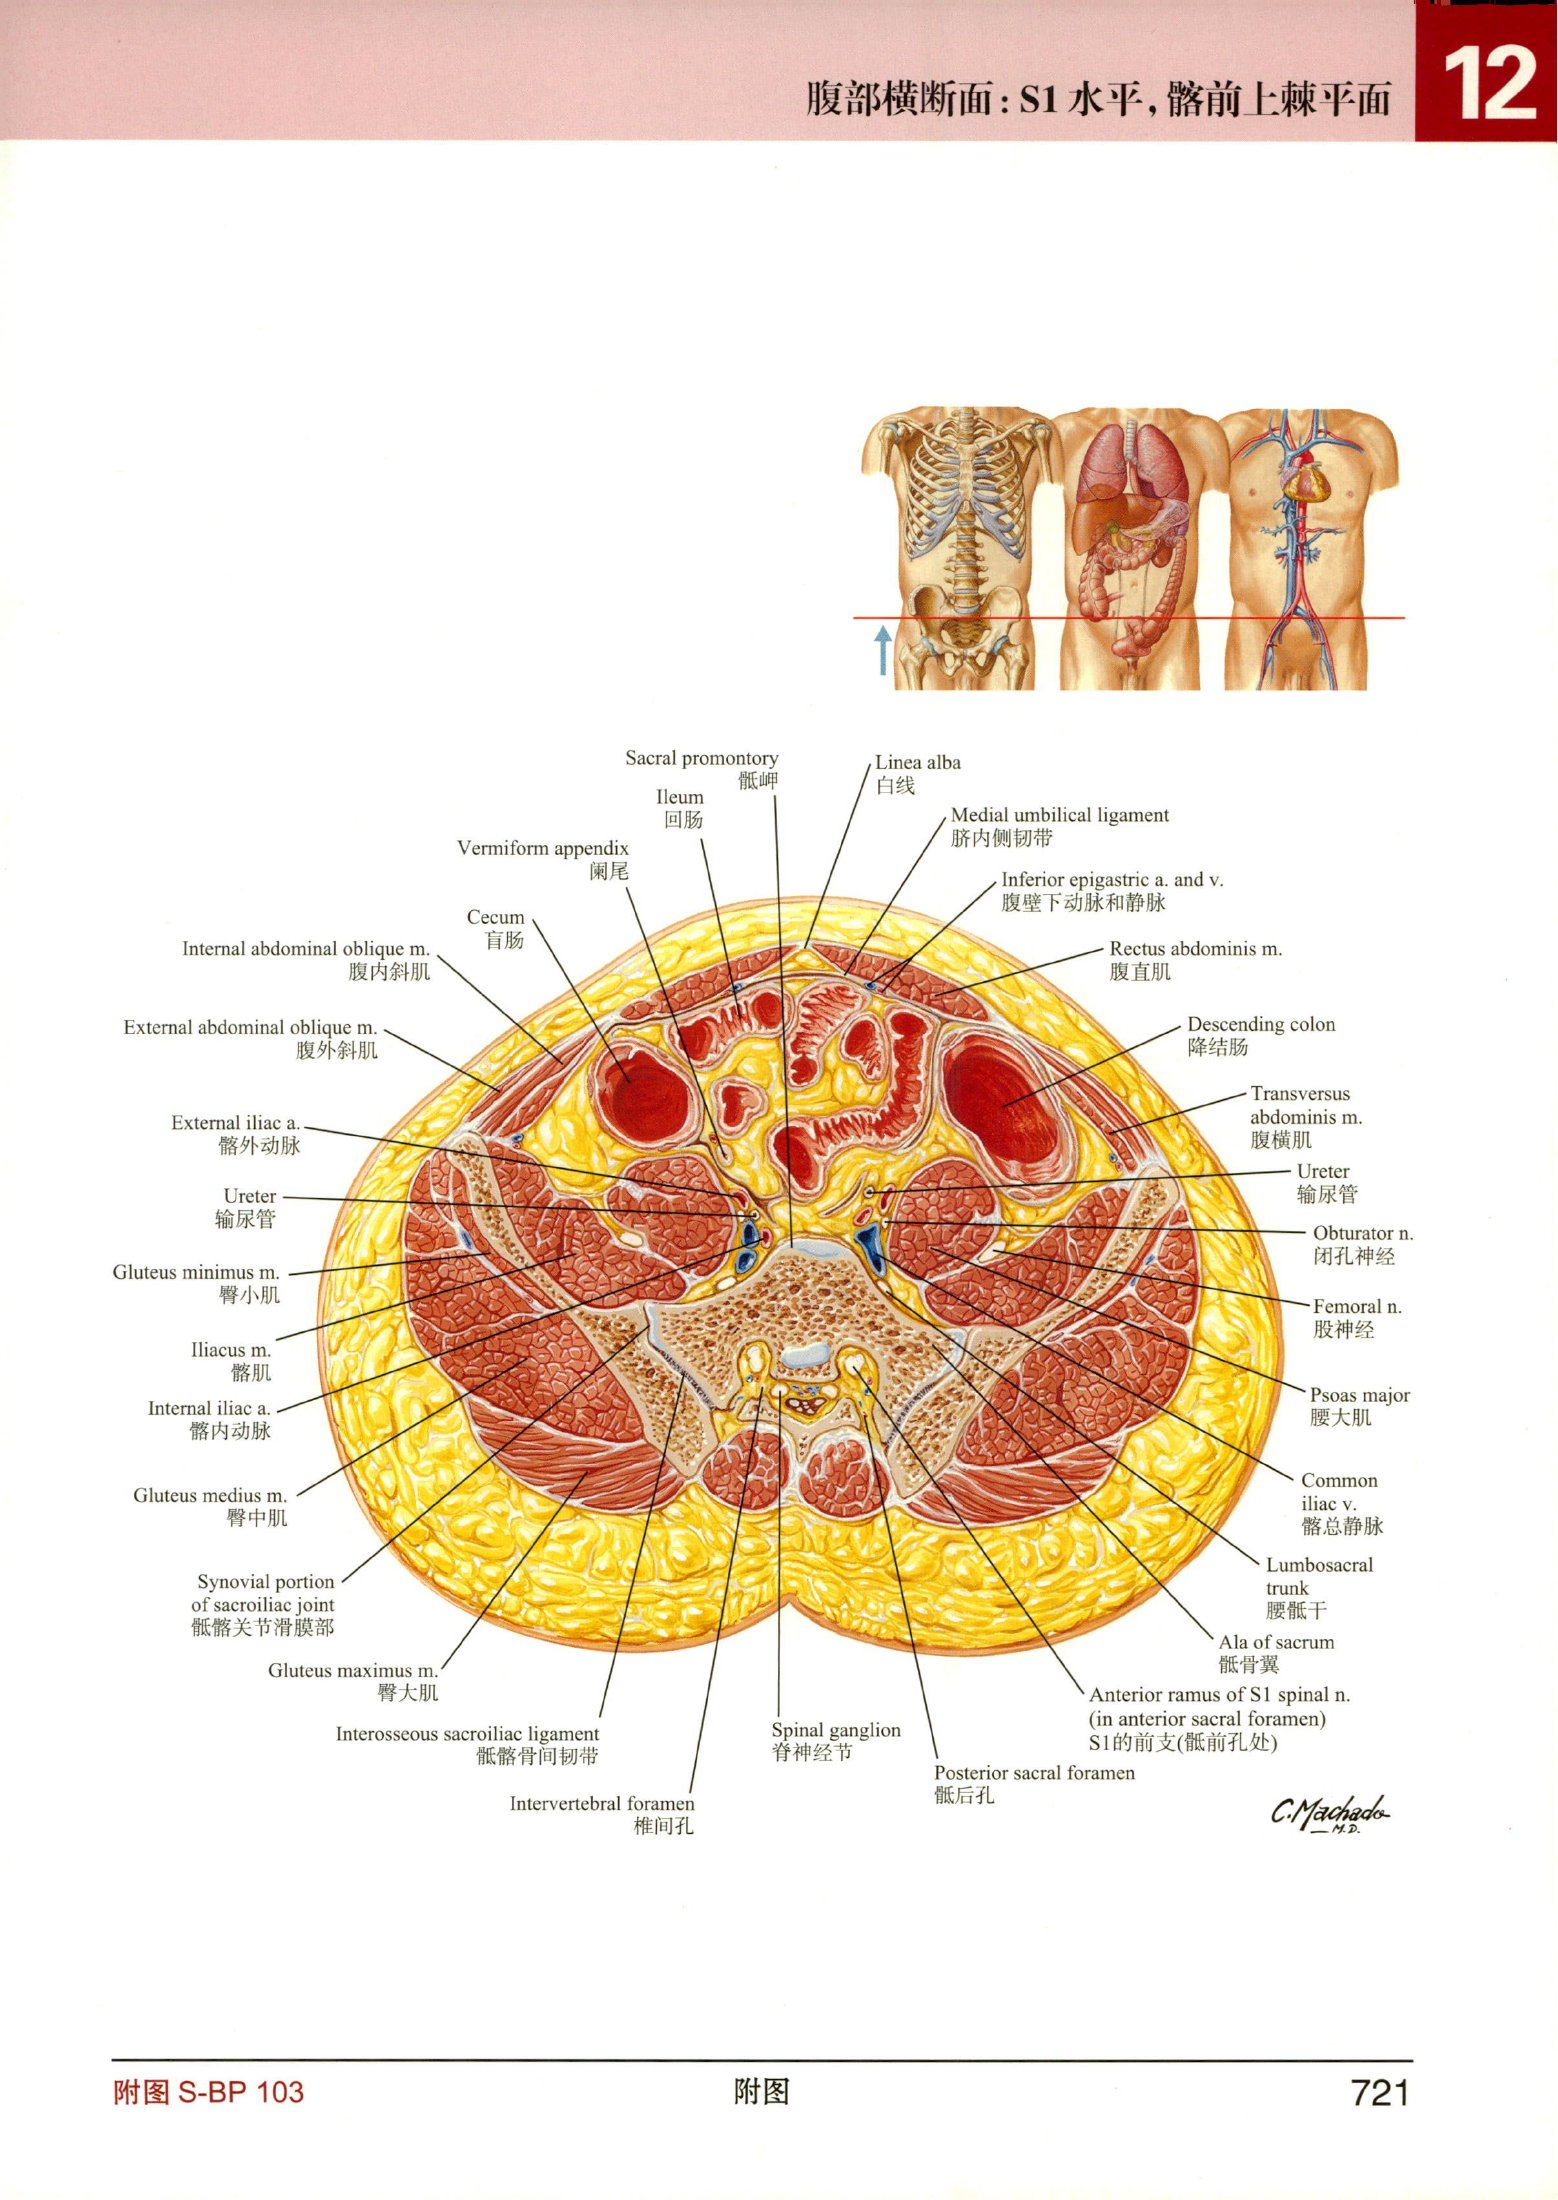 腹部横断面：S1水平，髂前上棘平面
12
Sacral promontory
骶岬
Linea alba
白线
Ileum
回肠
Medial umbilical ligament
脐内侧韧带
Vermiform appendix
阑尾
Inferior epigastric a. and v.
腹壁下动脉和静脉
Cecum
盲肠
Internal abdominal oblique m.
腹内斜肌
Rectus abdominis m.
腹直肌
External abdominal oblique m.
腹外斜肌
Descending colon
降结肠
Transversus
abdominis m.
腹横肌
External iliac a.
髂外动脉
Ureter
输尿管
Ureter
输尿管
Obturator n.
闭孔神经
Gluteus minimus m.
臀小肌
Femoral n.
股神经
Iliacus m.
髂肌
Psoas major
腰大肌
Internal iliac a.
髂内动脉
Common
iliac v.
髂总静脉
Gluteus medius m.
臀中肌
Lumbosacral
trunk
腰骶干
Synovial portion
of sacroiliac joint
骶髂关节滑膜部
Ala of sacrum
骶骨翼
Gluteus maximus m.
臀大肌
Anterior ramus of S1 spinal n.
(in anterior sacral foramen)
S1的前支(骶前孔处)
Interosseous sacroiliac ligament
骶髂骨间韧带
Spinal ganglion
脊神经节
Posterior sacral foramen
骶后孔
Intervertebral foramen
椎间孔
C.Machado
M.D.
附图 S-BP 103
附图
721